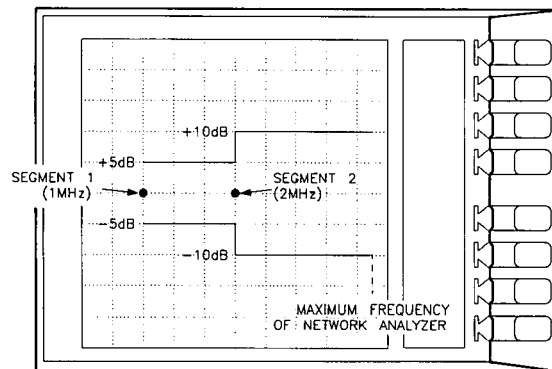 +10dB
+5dB
SEGMENT 1
(1MHz)
SEGMENT 2
(2MHz)
-5dB
-10dB
MAXIMUM FREQUENCY
OF NETWORK ANALYZER